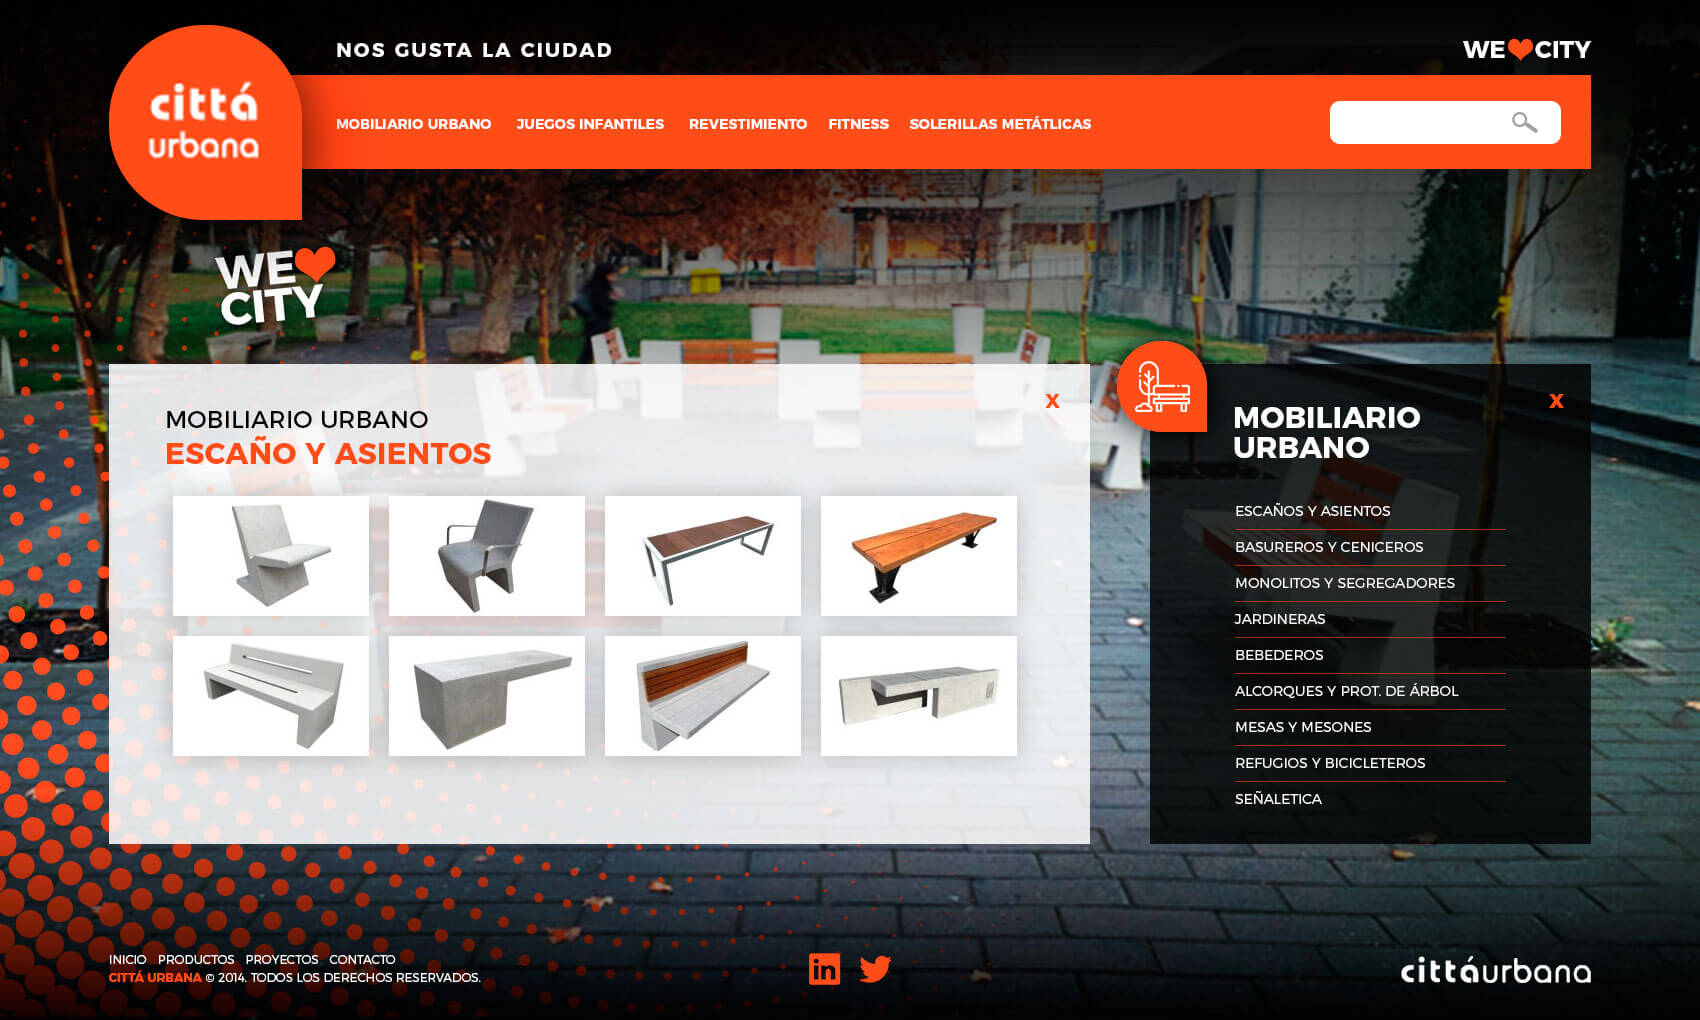 NOS GUSTA LA CIUDAD
WE CITY
cittá
urbana
MOBILIARIO URBANO JUEGOS INFANTILES REVESTIMIENTO FITNESS SOLERILLAS METÁTLICAS
WE
CITY
MOBILIARIO URBANO
ESCAÑO Y ASIENTOS
X
X
MOBILIARIO
URBANO
ESCAÑOS Y ASIENTOS
BASUREROS Y CENICEROS
MONOLITOS Y SEGREGADORES
JARDINERAS
BEBEDEROS
ALCORQUES Y PROT. DE ÁRBOL
MESAS Y MESONES
REFUGIOS Y BICICLETEROS
SEÑALETICA
INICIO PRODUCTOS PROYECTOS CONTACTO
CITTÁ URBANA © 2014. TODOS LOS DERECHOS RESERVADOS.
in
cittáurbana